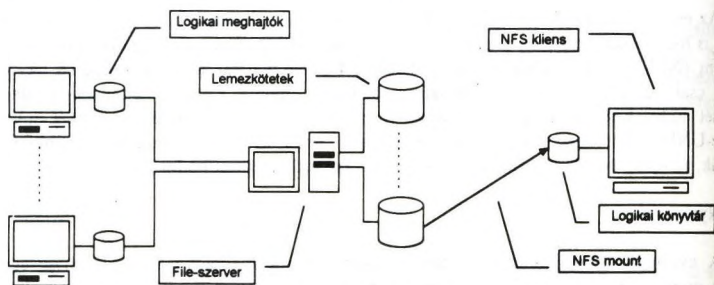 Logikai meghajtók
NFS kliens
Lemezkötetek
Logikai könyvtár
File-szerver
NFS mount